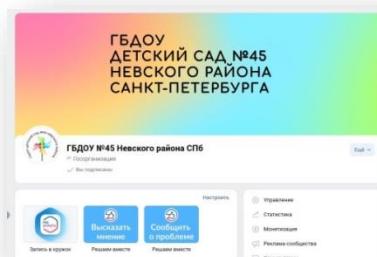 ГБДОУ
ДЕТСКИЙ САД №45
НЕВСКОГО РАЙОНА
САНКТ-ПЕТЕРБУРГА
ГБДОУ №45 Невского района СПб
Госорганизация
Вы подписаны
Ещё
Настроить
Высказать
мнение
Сообщить
о проблеме
Запись в кружок
Решаем вместе
Решаем вместе
Управление
Статистика
Монетизация
Реклама сообщества